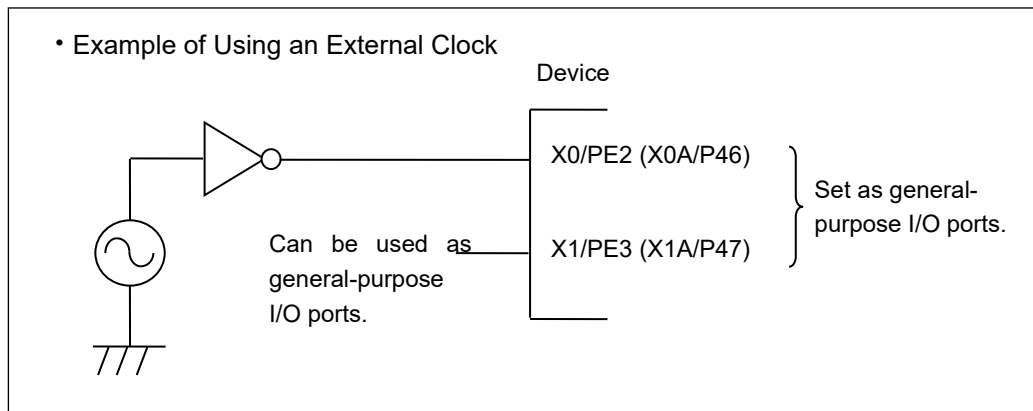 ・Example of Using an External Clock
Device
X0/PE2 (X0A/P46)
Set as general-
purpose I/O ports.
X1/PE3 (X1A/P47)
Can be used as
general-purpose
I/O ports.